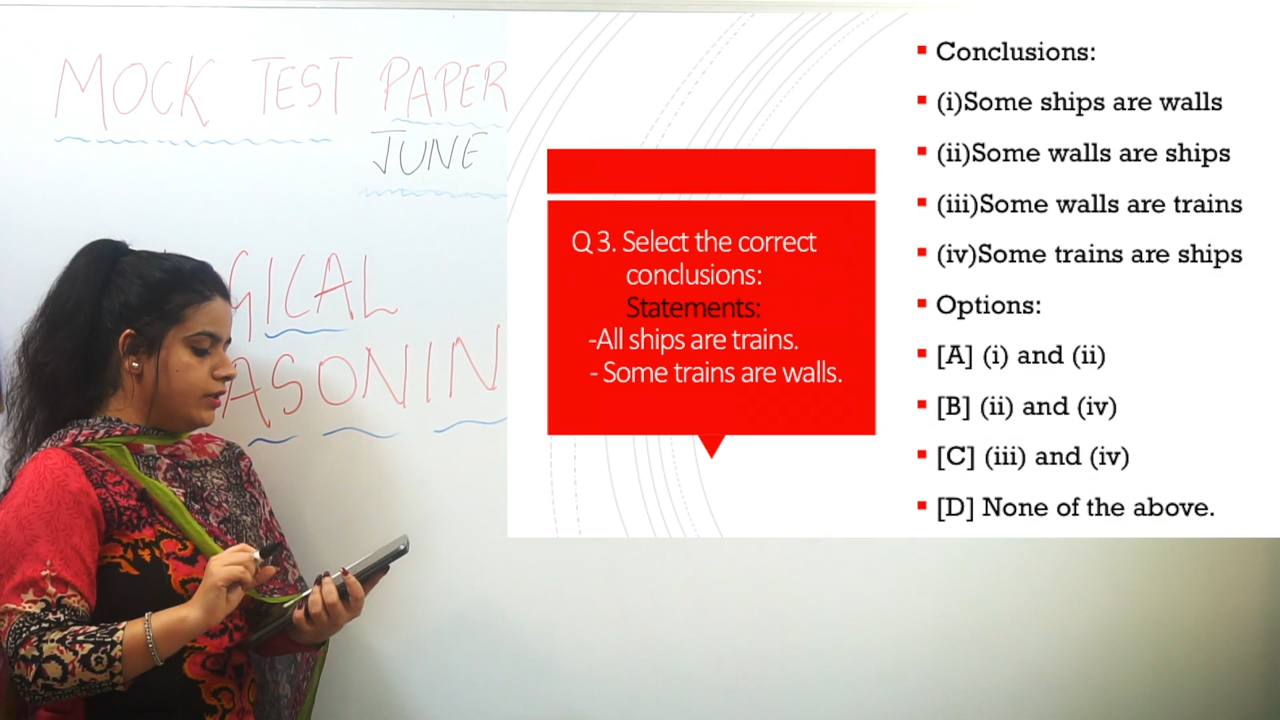 MOCK TEST PAPER
JUNE
GICAL
ASONIN
Q 3. Select the correct
conclusions:
Statements:
-All ships are trains.
- Some trains are walls.
Conclusions:
(i)Some ships are walls
(ii)Some walls are ships
(iii)Some walls are trains
(iv)Some trains are ships
Options:
[A] (i) and (ii)
[B] (ii) and (iv)
[C] (iii) and (iv)
[D] None of the above.